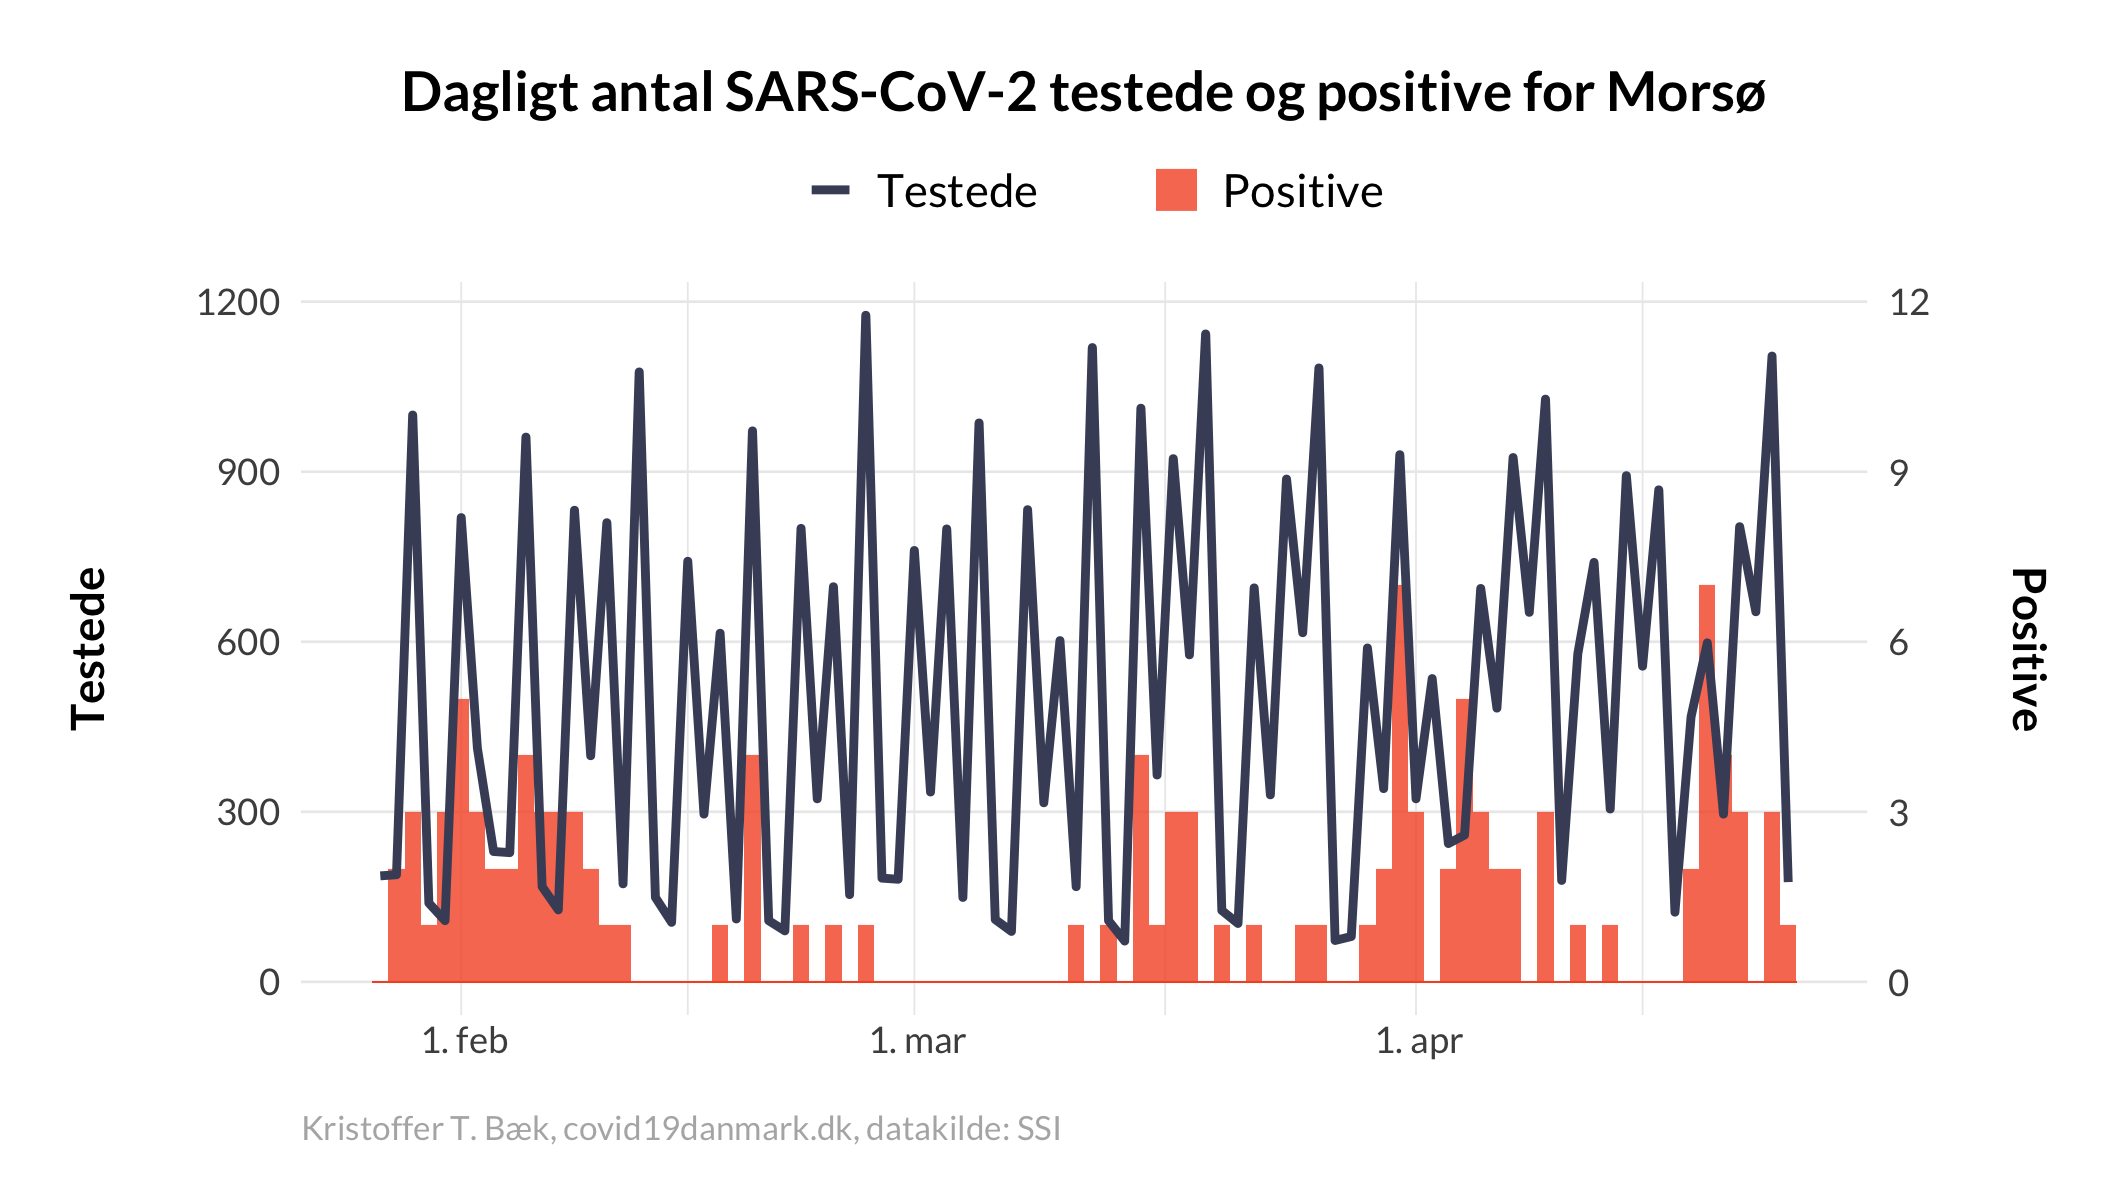 Dagligt antal SARS-CoV-2 testede og positive for Morsø
Testede
Positive
1200
900
600
300
0
Testede
12
9
6
3
0
Positive
1. feb
1. mar
1. apr
Kristoffer T. Bæk, covid19danmark.dk, datakilde: SSI